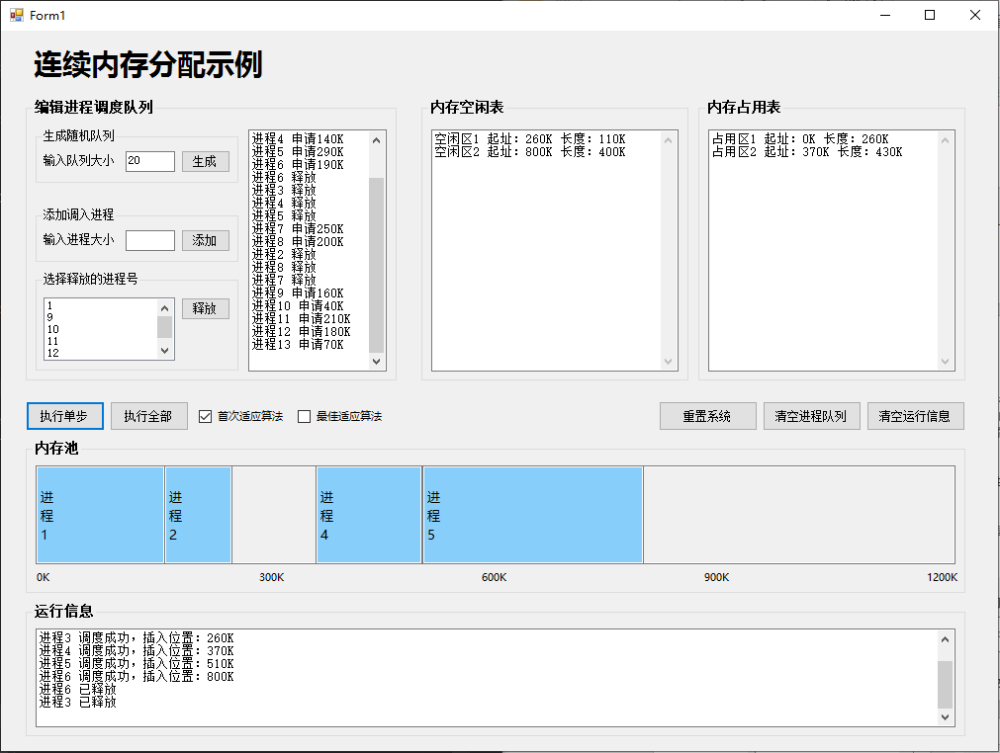 Form1
连续内存分配示例
编辑进程调度队列
生成随机队列
输入队列大小 20 生成
添加调入进程
输入进程大小 添加
选择释放的进程号
1
9
10
11
12
释放
进程4 申请140K
进程5 申请290K
进程6 申请190K
进程6 释放
进程3 释放
进程4 释放
进程5 释放
进程7 申请250K
进程8 申请200K
进程2 释放
进程8 释放
进程7 释放
进程9 申请160K
进程10 申请40K
进程11 申请210K
进程12 申请180K
进程13 申请70K
内存空闲表
空闲区1 起址: 260K 长度: 110K
空闲区2 起址: 800K 长度: 400K
内存占用表
占用区1 起址: 0K 长度: 260K
占用区2 起址: 370K 长度: 430K
执行单步 执行全部 首次适应算法 最佳适应算法 重置系统 清空进程队列 清空运行信息
内存池
进程1
进程2
进程4
进程5
0K 300K 600K 900K 1200K
运行信息
进程3 调度成功，插入位置: 260K
进程4 调度成功，插入位置: 370K
进程5 调度成功，插入位置: 510K
进程6 调度成功，插入位置: 800K
进程6 已释放
进程3 已释放